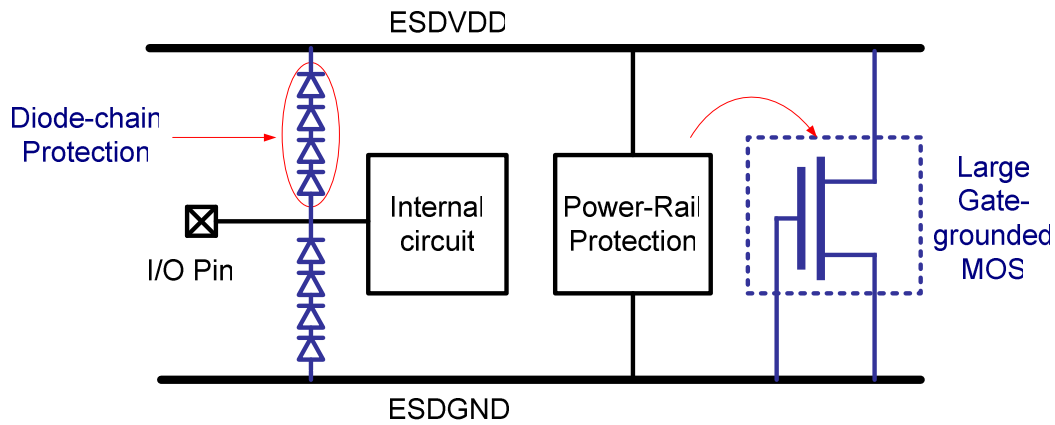 ESDVDD
Diode-chain
Protection
I/O Pin
Internal
circuit
Power-Rail
Protection
Large
Gate-
grounded
MOS
ESDGND